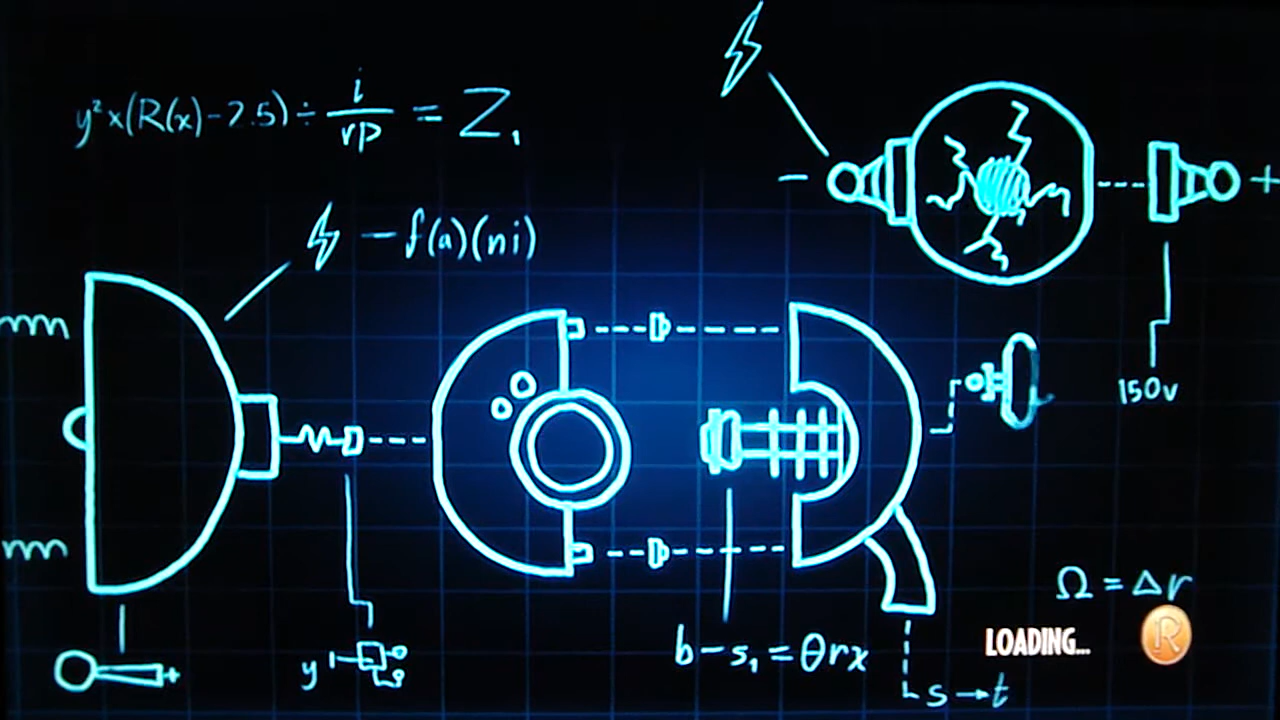 y²x(R(x)-2.5)÷ i/rp = Z₁
- f(a)(ni)
- +
150v
Ω = Δr
LOADING...
R
b-s₁=θrx
y
+
s→t